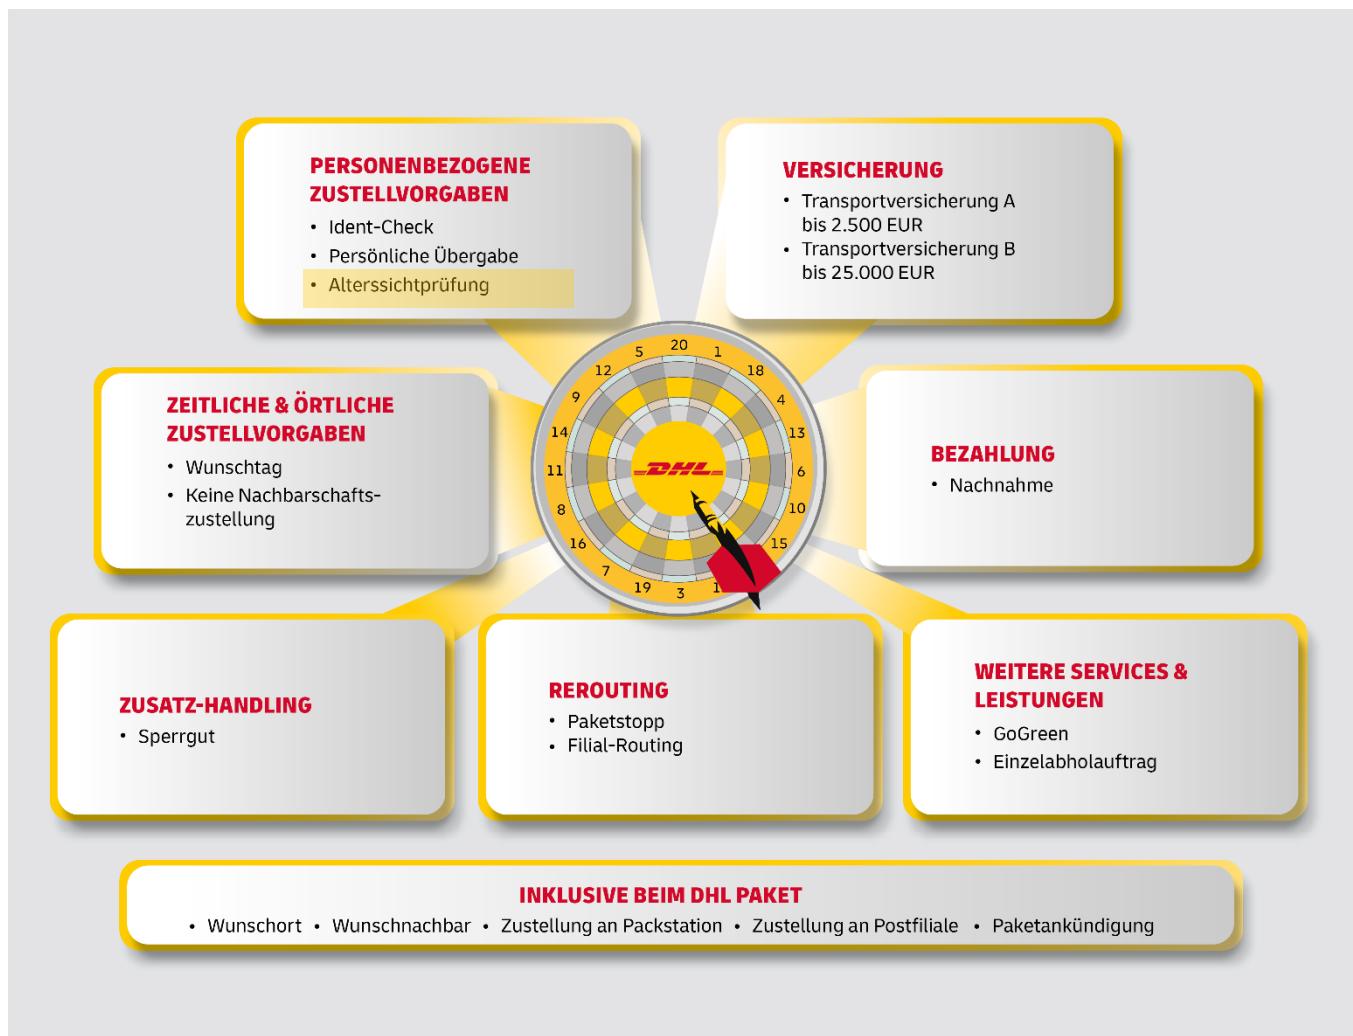 PERSONENBEZOGENE
ZUSTELLVORGABEN
• Ident-Check
• Persönliche Übergabe
• Alterssichtprüfung
VERSICHERUNG
• Transportversicherung A
bis 2.500 EUR
• Transportversicherung B
bis 25.000 EUR
ZEITLICHE & ÖRTLICHE
ZUSTELLVORGABEN
• Wunschtag
• Keine Nachbarschafts-
zustellung
20
1
18
4
13
6
10
15
3
19
7
16
8
11
14
9
12
5
DHL
BEZAHLUNG
• Nachnahme
ZUSATZ-HANDLING
• Sperrgut
REROUTING
• Paketstopp
• Filial-Routing
WEITERE SERVICES &
LEISTUNGEN
• GoGreen
• Einzelabholauftrag
INKLUSIVE BEIM DHL PAKET
• Wunschort • Wunschnachbar • Zustellung an Packstation • Zustellung an Postfiliale • Paketankündigung